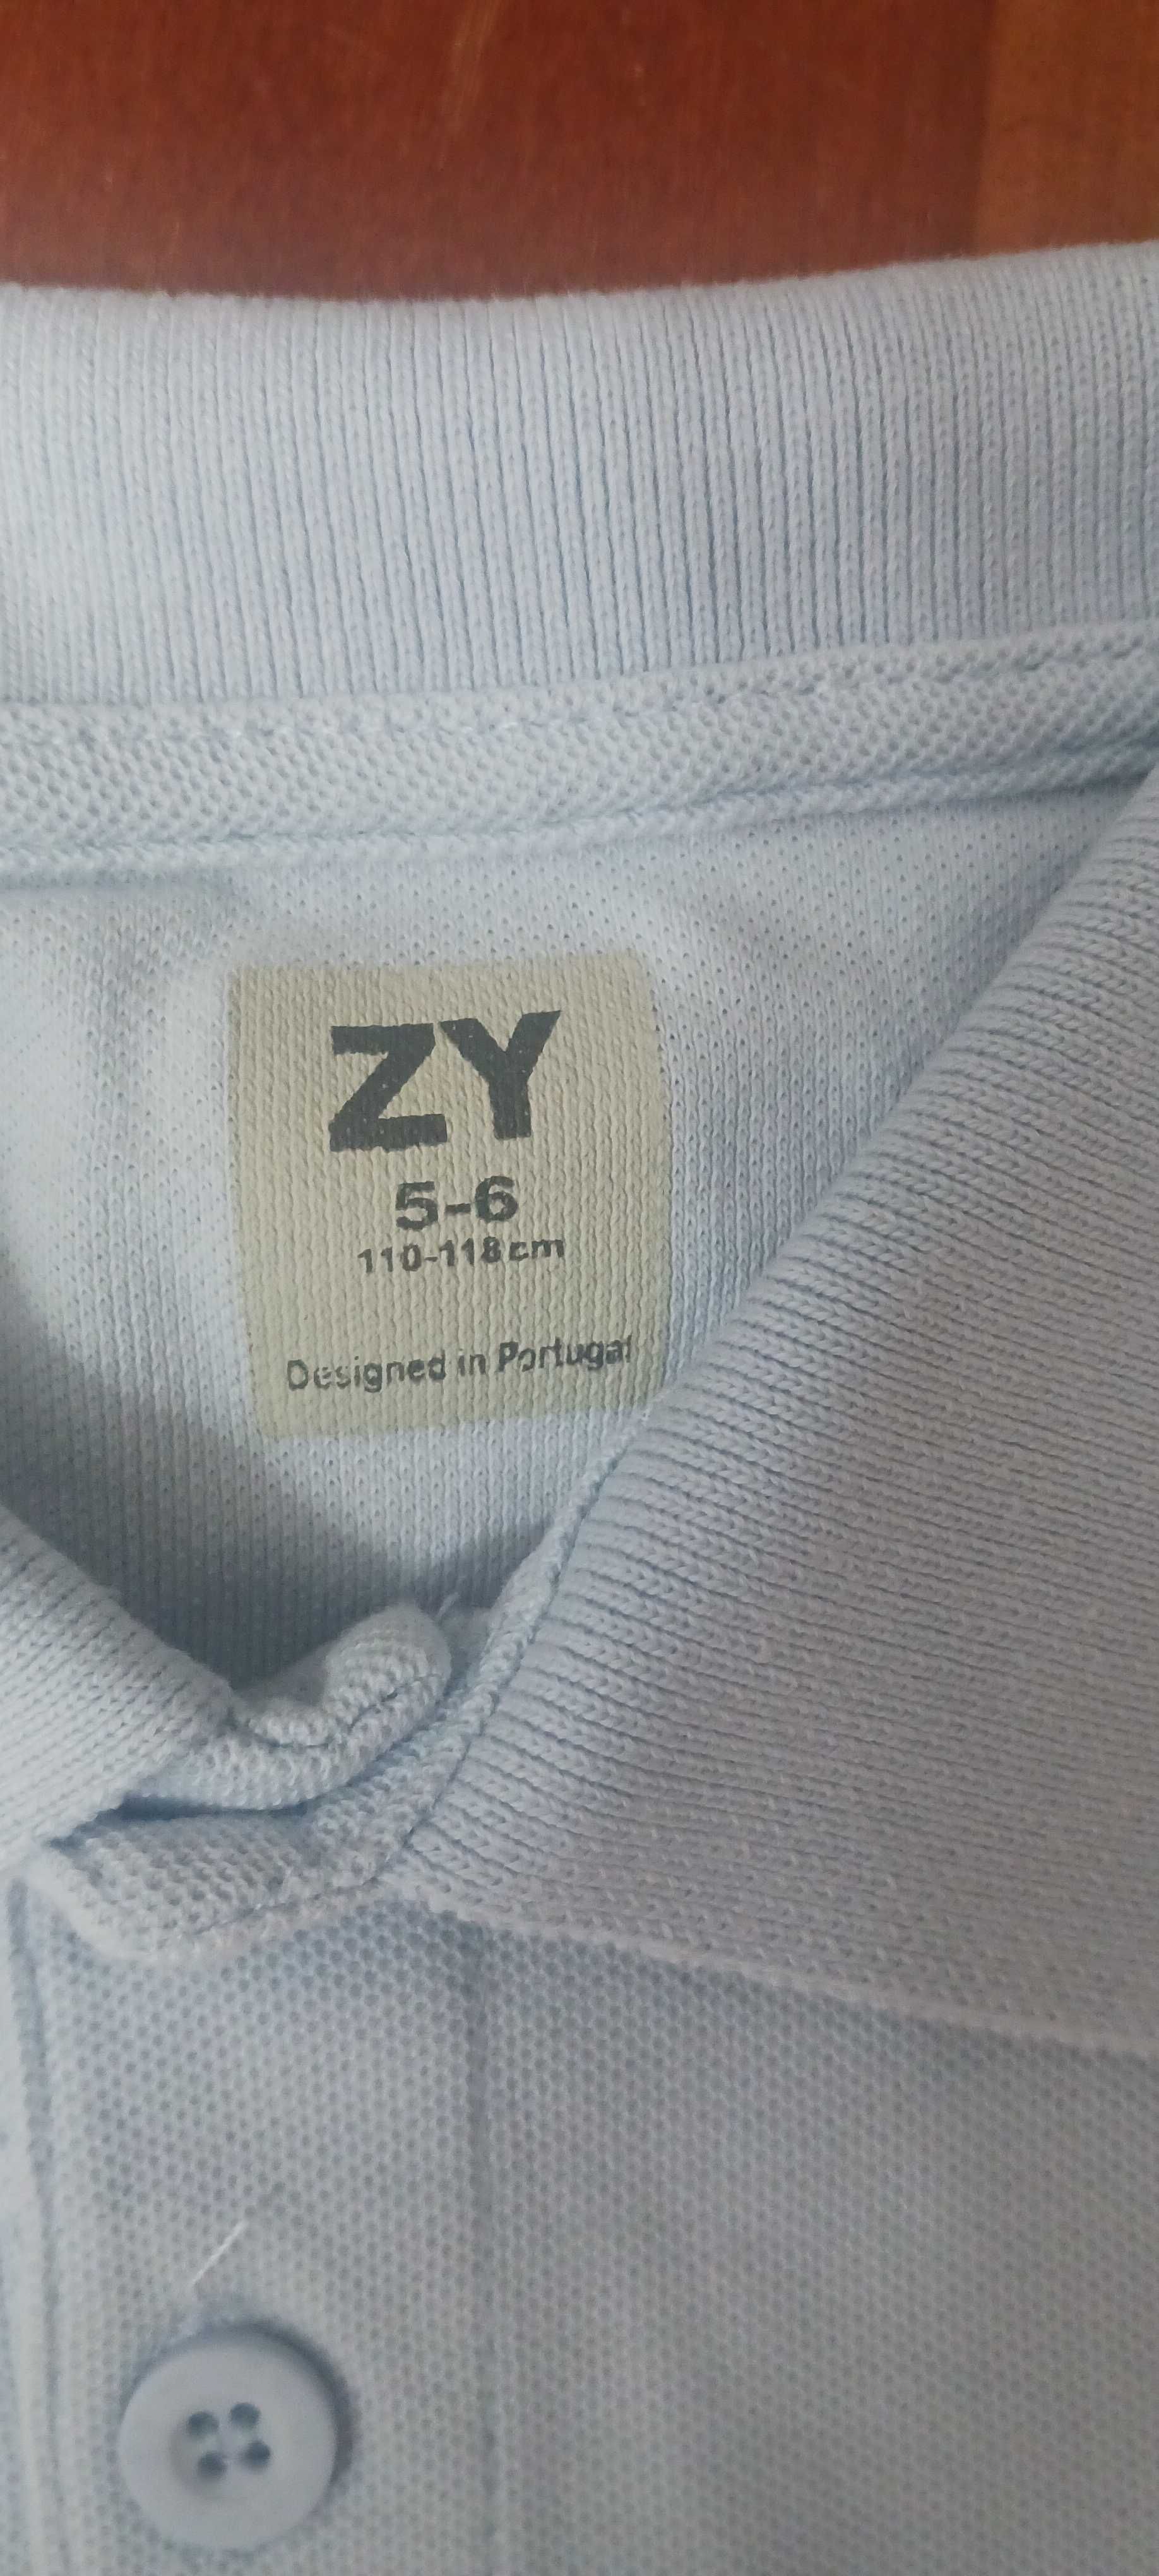 ZY
5-6
110-118cm
Designed in Portugal